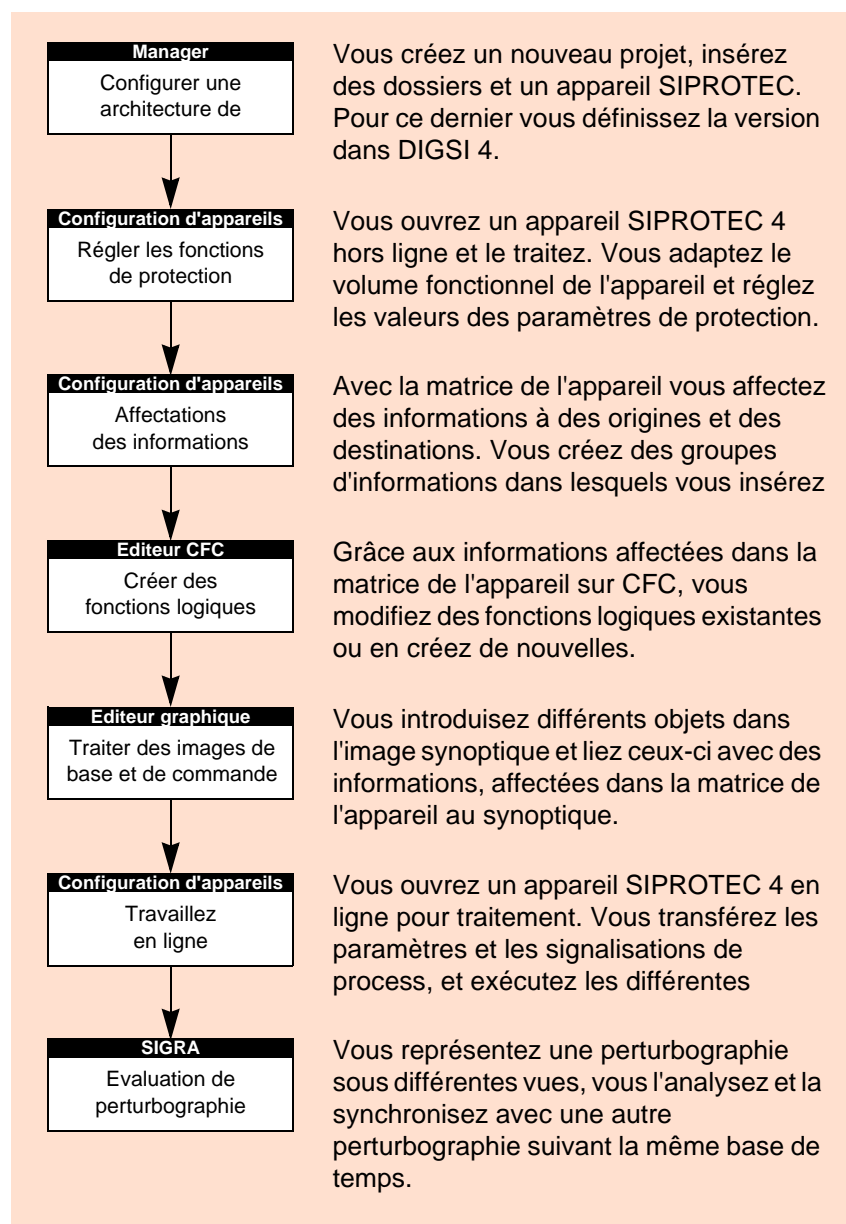 Manager
Configurer une
architecture de
Vous créez un nouveau projet, insérez
des dossiers et un appareil SIPROTEC.
Pour ce dernier vous définissez la version
dans DIGSI 4.
Configuration d'appareils
Régler les fonctions
de protection
Vous ouvrez un appareil SIPROTEC 4
hors ligne et le traitez. Vous adaptez le
volume fonctionnel de l'appareil et réglez
les valeurs des paramètres de protection.
Configuration d'appareils
Affectations
des informations
Avec la matrice de l'appareil vous affectez
des informations à des origines et des
destinations. Vous créez des groupes
d'informations dans lesquels vous insérez
Editeur CFC
Créer des
fonctions logiques
Grâce aux informations affectées dans la
matrice de l'appareil sur CFC, vous
modifiez des fonctions logiques existantes
ou en créez de nouvelles.
Editeur graphique
Traiter des images de
base et de commande
Vous introduisez différents objets dans
l'image synoptique et liez ceux-ci avec des
informations, affectées dans la matrice de
l'appareil au synoptique.
Configuration d'appareils
Travaillez
en ligne
Vous ouvrez un appareil SIPROTEC 4 en
ligne pour traitement. Vous transférez les
paramètres et les signalisations de
process, et exécutez les différentes
SIGRA
Evaluation de
perturbographie
Vous représentez une perturbographie
sous différentes vues, vous l'analysez et la
synchronisez avec une autre
perturbographie suivant la même base de
temps.